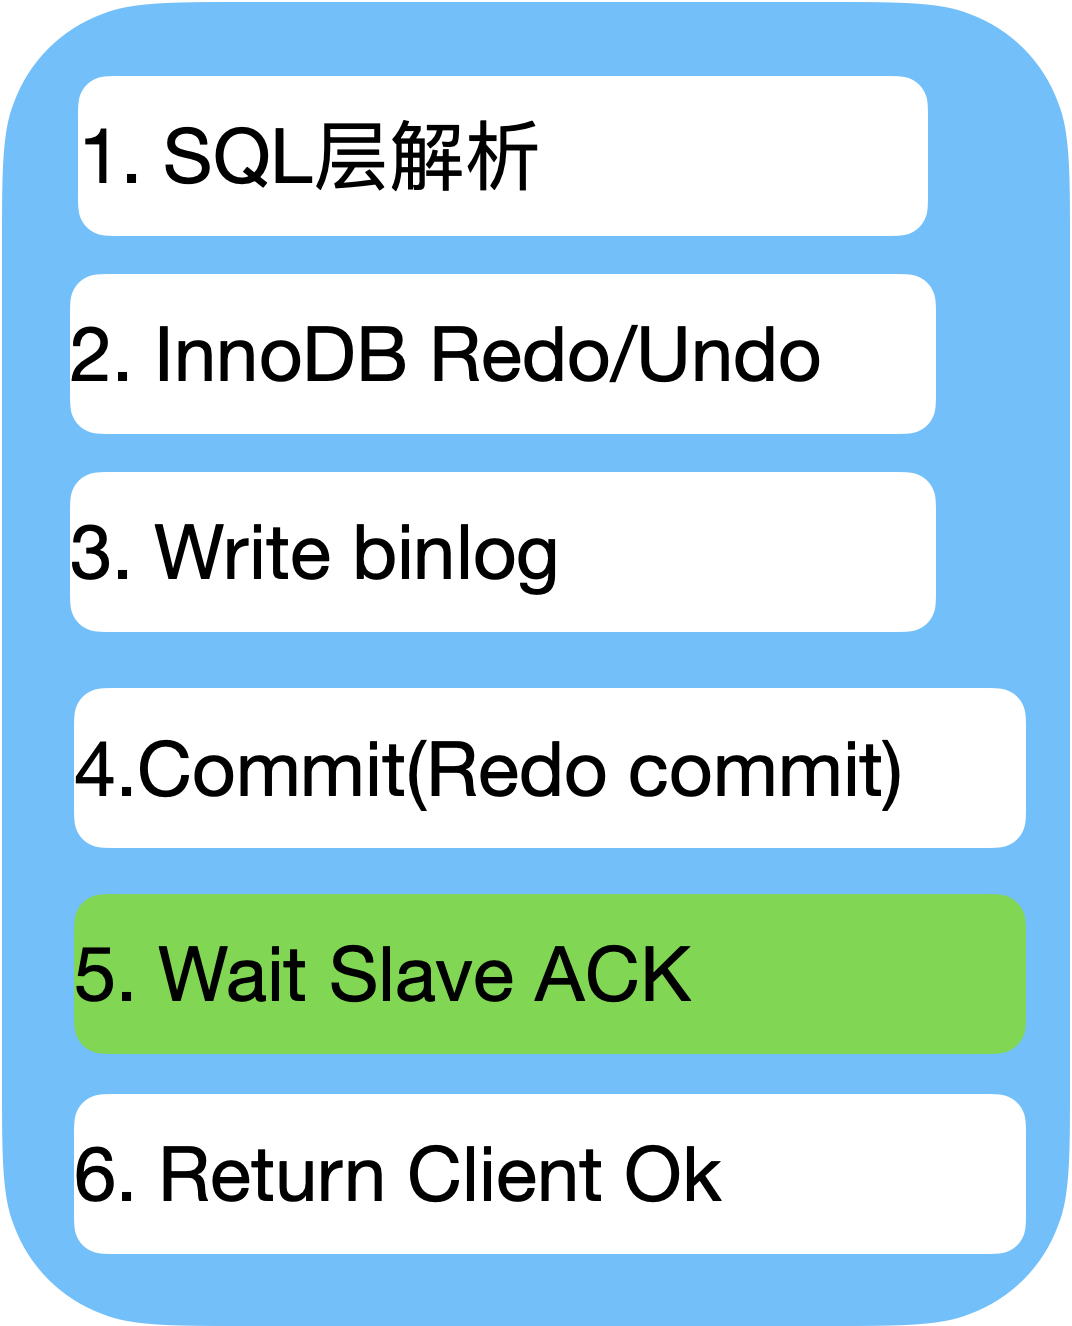 1. SQL层解析
2. InnoDB Redo/Undo
3. Write binlog
4.Commit(Redo commit)
5. Wait Slave ACK
6. Return Client Ok